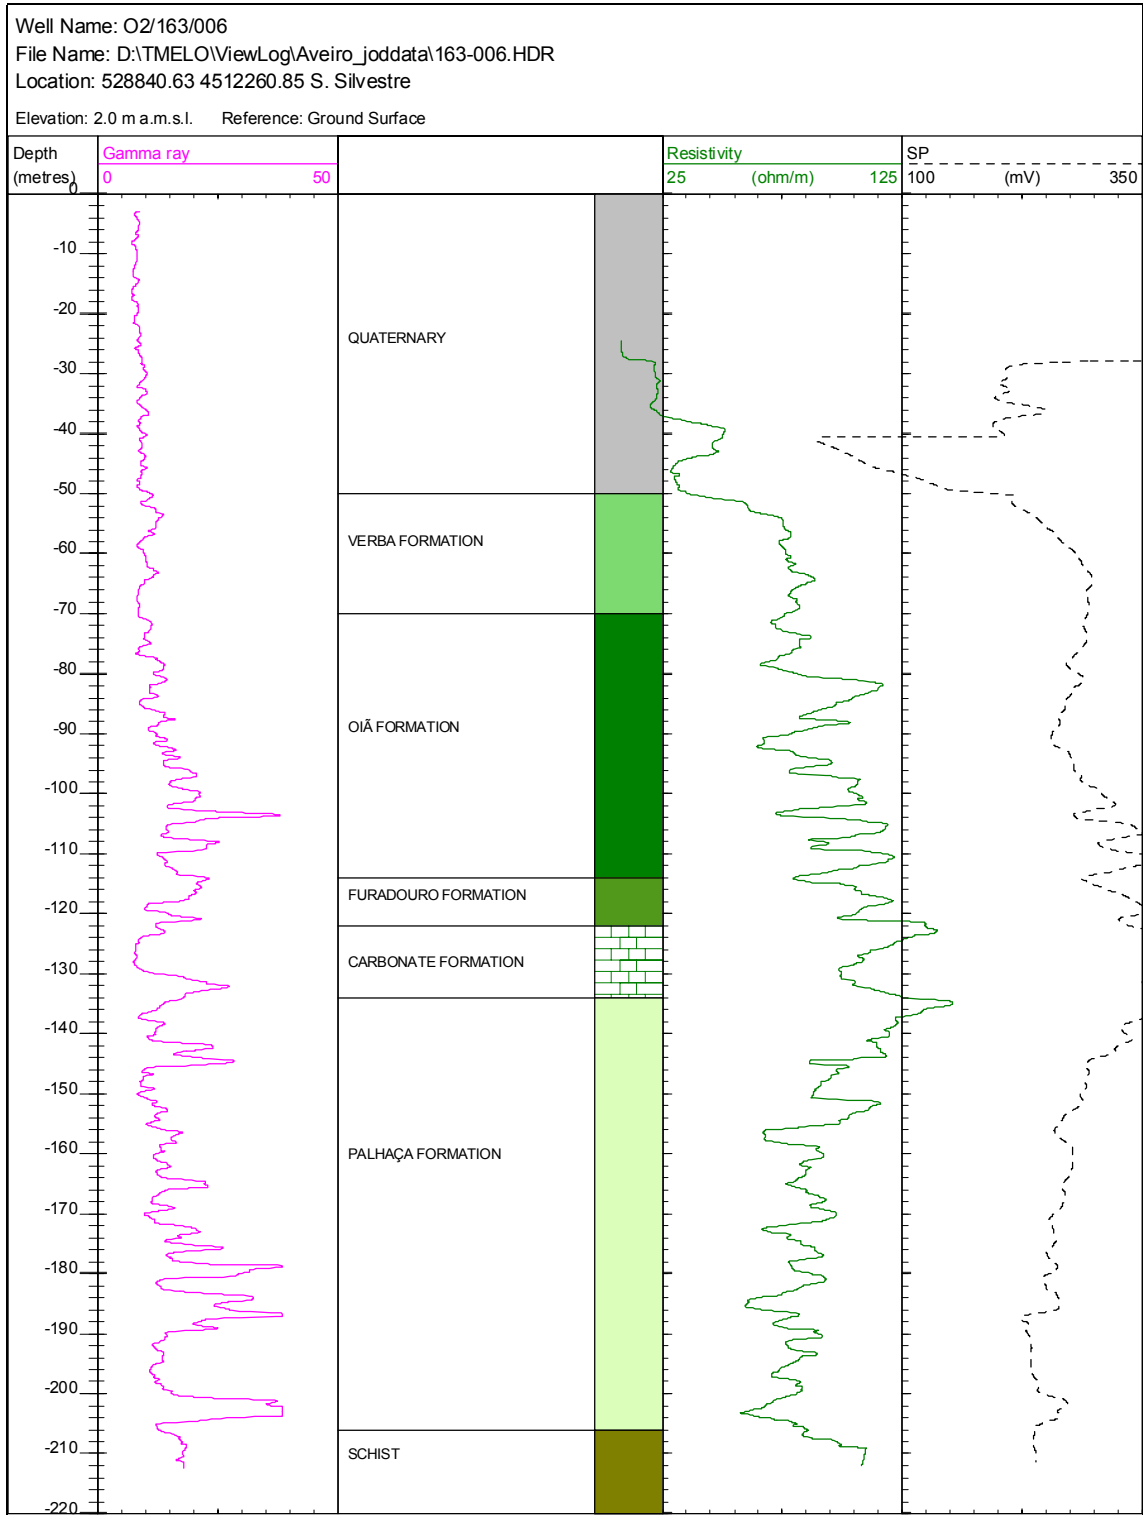 Well Name: O2/163/006
File Name: D:\TMELO\ViewLog\Aveiro_joddata\163-006.HDR
Location: 528840.63 4512260.85 S. Silvestre
Elevation: 2.0 m a.m.s.l. Reference: Ground Surface
Depth Gamma ray Resistivity SP
(metres) 0 50 25 (ohm/m) 125 100 (mV) 350
0
-10
-20
QUATERNARY
-30
-40
-50
VERBA FORMATION
-60
-70
-80
OIÃ FORMATION
-90
-100
-110
FURADOURO FORMATION
-120
CARBONATE FORMATION
-130
-140
-150
PALHAÇA FORMATION
-160
-170
-180
-190
-200
-210
SCHIST
-220